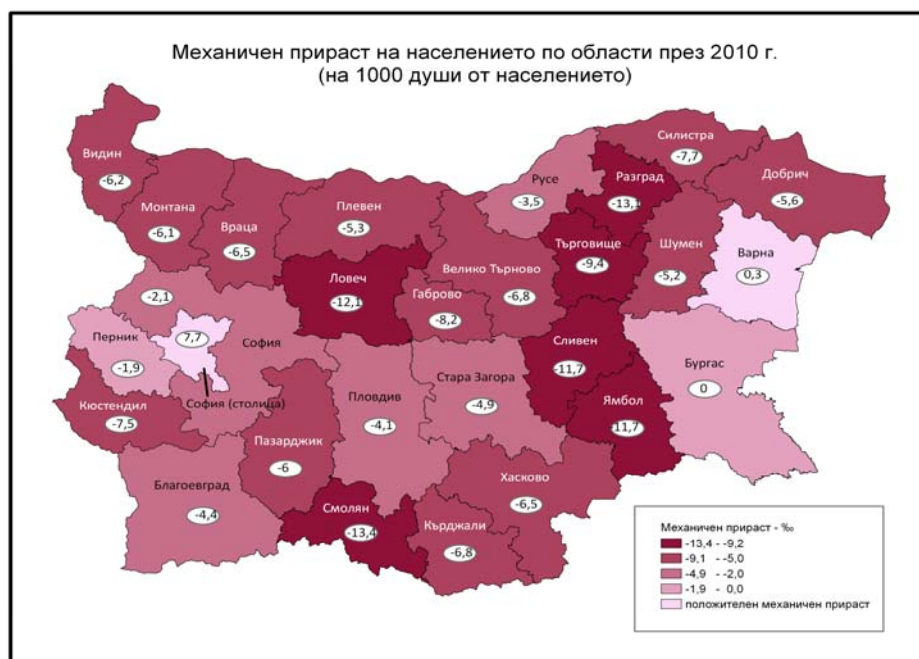 Механичен прираст на населението по области през 2010 г.
(на 1000 души от населението)
Видин
-6,2
Монтана
-6,1
Враца
-6,5
Плевен
-5,3
Русе
-3,5
Силистра
-7,7
Разград
-13,1
Добрич
-5,6
Ловеч
-12,1
Велико Търново
-6,8
Габрово
-8,2
Търговище
-9,4
Шумен
-5,2
Варна
0,3
-2,1
София
Перник
-1,9
7,7
София (столица)
Кюстендил
-7,5
Пазарджик
-6
Пловдив
-4,1
Стара Загора
-4,9
Сливен
-11,7
Ямбол
11,7
Бургас
0
Благоевград
-4,4
Смолян
-13,4
Кърджали
-6,8
Хасково
-6,5
Механичен прираст - ‰
-13,4 - -9,2
-9,1 - -5,0
-4,9 - -2,0
-1,9 - 0,0
положителен механичен прираст